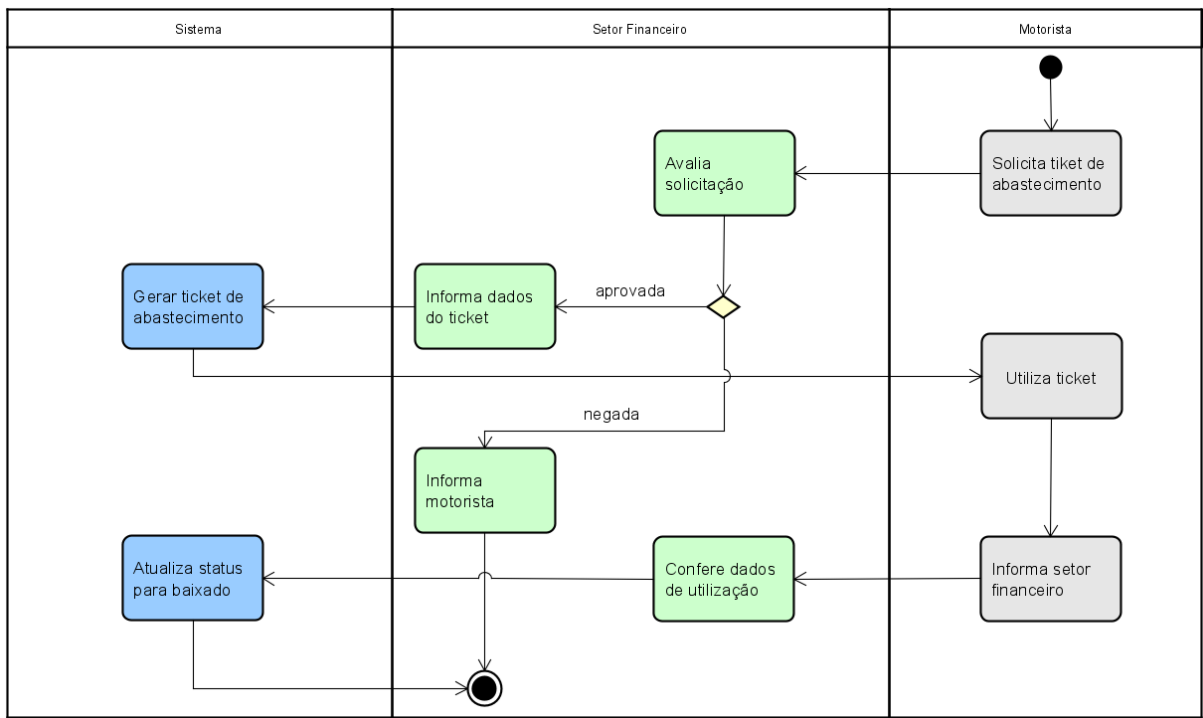 Sistema
Setor Financeiro
Motorista
Avalia
solicitação
Solicita tiket de
abastecimento
Gerar ticket de
abastecimento
Informa dados
do ticket
aprovada
Utiliza ticket
negada
Informa
motorista
Atualiza status
para baixado
Confere dados
de utilização
Informa setor
financeiro